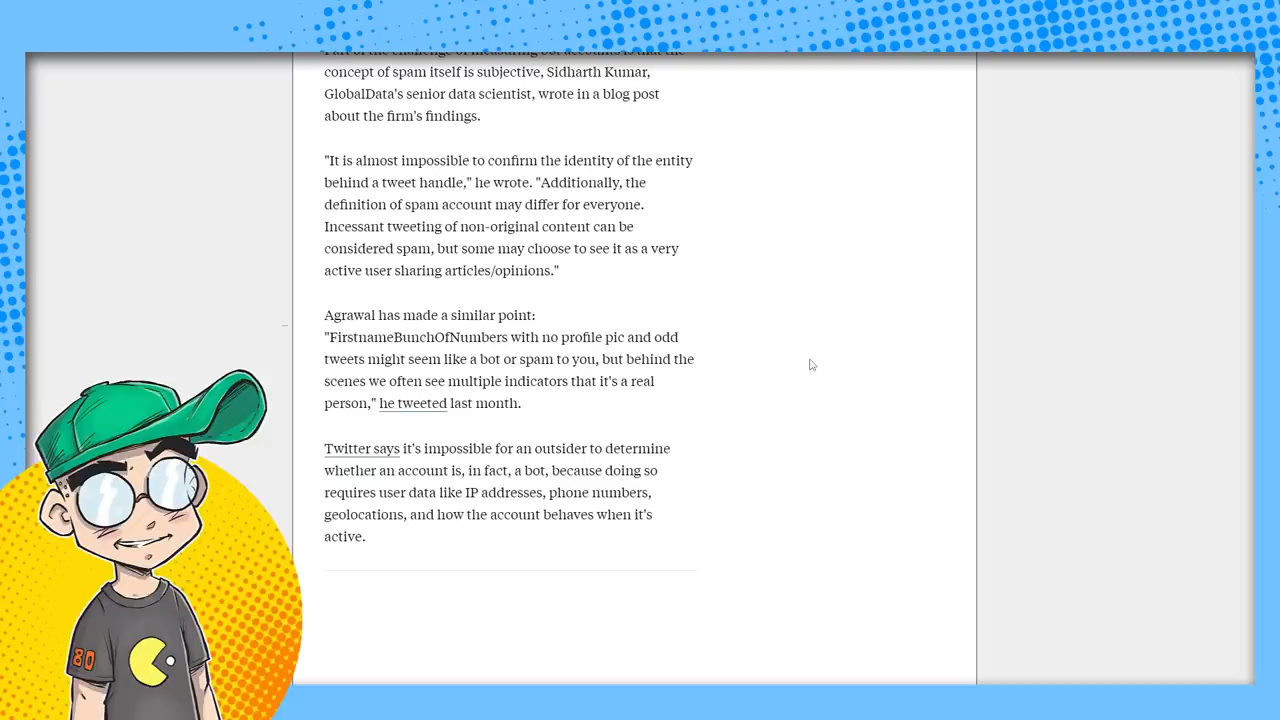 concept of spam itself is subjective, Sidharth Kumar,
GlobalData's senior data scientist, wrote in a blog post
about the firm's findings.
"It is almost impossible to confirm the identity of the entity
behind a tweet handle," he wrote. "Additionally, the
definition of spam account may differ for everyone.
Incessant tweeting of non-original content can be
considered spam, but some may choose to see it as a very
active user sharing articles/opinions."
Agrawal has made a similar point:
"FirstnameBunchOfNumbers with no profile pic and odd
tweets might seem like a bot or spam to you, but behind the
scenes we often see multiple indicators that it's a real
person," he tweeted last month.
Twitter says it's impossible for an outsider to determine
whether an account is, in fact, a bot, because doing so
requires user data like IP addresses, phone numbers,
geolocations, and how the account behaves when it's
active.
80